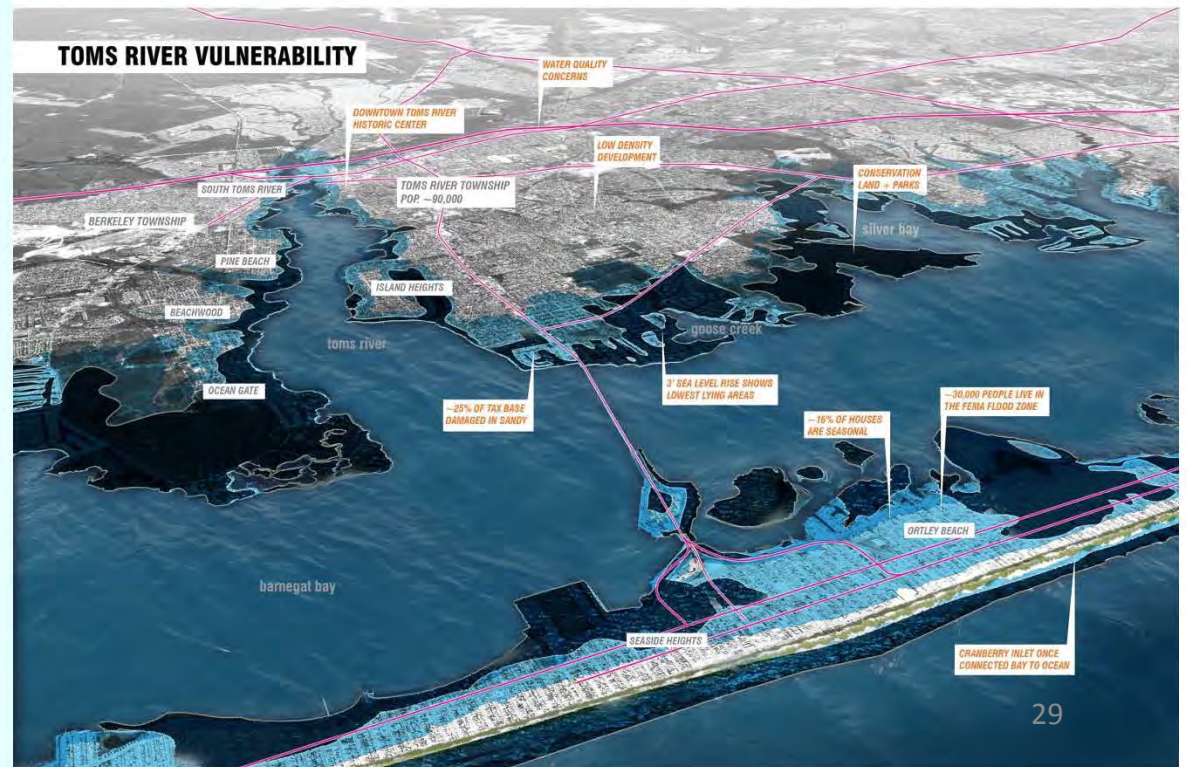 TOMS RIVER VULNERABILITY
WATER QUALITY
CONCERNS
DOWNTOWN TOMS RIVER
HISTORIC CENTER
LOW DENSITY
DEVELOPMENT
CONSERVATION
LAND + PARKS
SOUTH TOMS RIVER
TOMS RIVER TOWNSHIP
POP. ~90,000
BERKELEY TOWNSHIP
silver bay
PINE BEACH
ISLAND HEIGHTS
BEACHWOOD
toms river
goose creek
OCEAN GATE
3' SEA LEVEL RISE SHOWS
LOWEST LYING AREAS
~25% OF TAX BASE
DAMAGED IN SANDY
~16% OF HOUSES
ARE SEASONAL
~30,000 PEOPLE LIVE IN
THE FEMA FLOOD ZONE
ORTLEY BEACH
barnegat bay
SEASIDE HEIGHTS
CRANBERRY INLET ONCE
CONNECTED BAY TO OCEAN
29